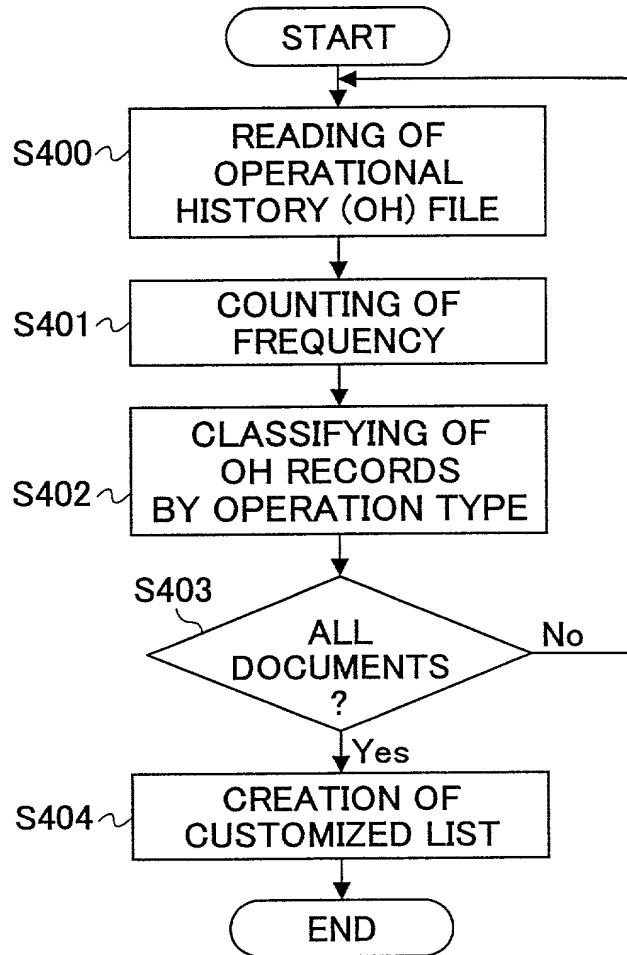 START
S400
READING OF
OPERATIONAL
HISTORY (OH) FILE
S401
COUNTING OF
FREQUENCY
S402
CLASSIFYING OF
OH RECORDS
BY OPERATION TYPE
S403
ALL
DOCUMENTS
?
No
Yes
S404
CREATION OF
CUSTOMIZED LIST
END